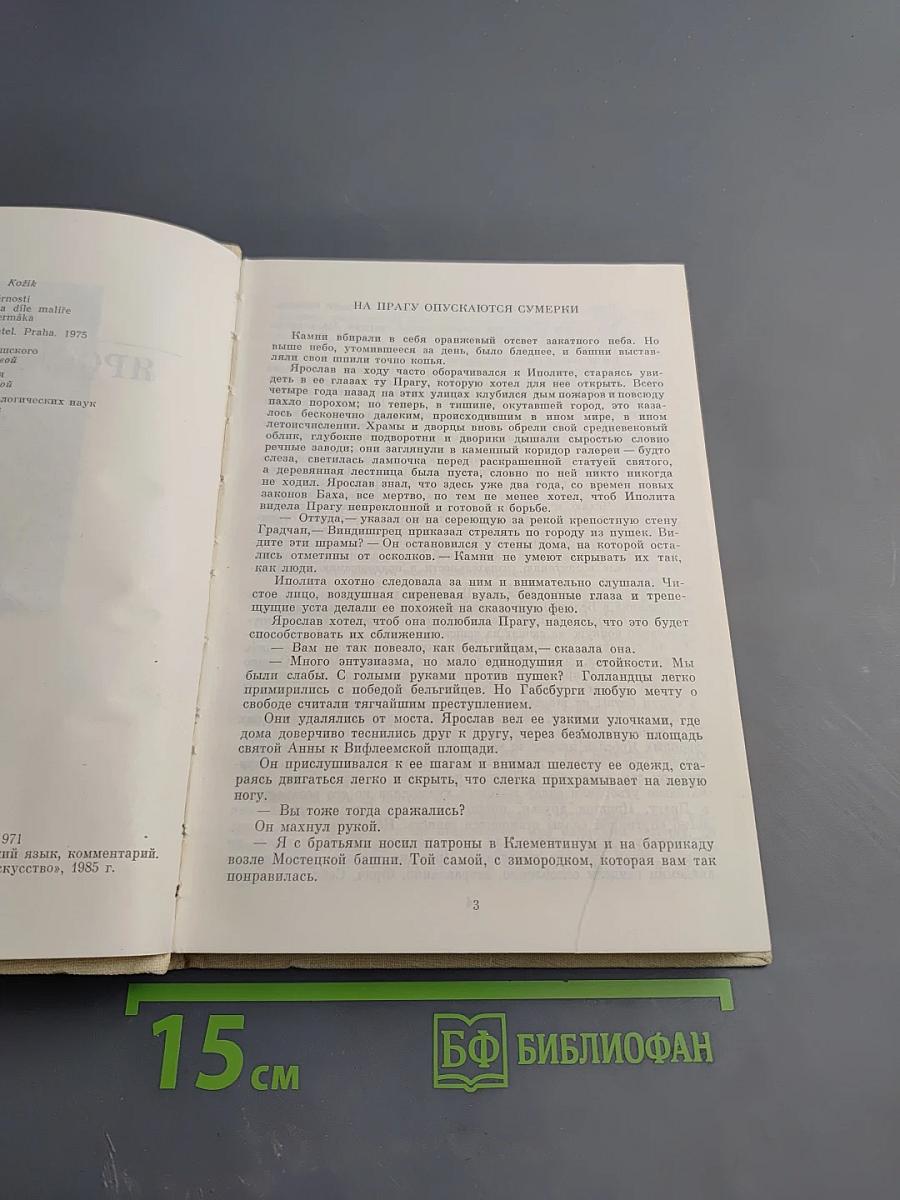 Kožik
a díle malíře
Praha. 1975
логических наук
1971
ий язык, комментарий.
скусство», 1985 г.
НА ПРАГУ ОПУСКАЮТСЯ СУМЕРКИ
Камни вбирали в себя оранжевый отсвет закатного неба. Но
выше небо, утомившееся за день, было бледнее, и башни выстав-
ляли свои шпили точно копья.
Ярослав на ходу часто оборачивался к Ипполите, стараясь уви-
деть в ее глазах ту Прагу, которую хотел для нее открыть. Всего
четыре года назад на этих улицах клубился дым пожаров и повсюду
пахло порохом; но теперь, в тишине, окутавшей город, это каза-
лось бесконечно далеким, происходившим в ином мире, в ином
летоисчислении. Храмы и дворцы вновь обрели свой средневековый
облик, глубокие подворотни и дворики дышали сыростью словно
речные заводи; они заглянули в каменный коридор галереи — будто
слеза, светилась лампочка перед раскрашенной статуей святого,
а деревянная лестница была пуста, словно по ней никто никогда
не ходил. Ярослав знал, что здесь уже два года, со времен новых
законов Баха, все мертво, но тем не менее хотел, чтоб Ипполита
видела Прагу непреклонной и готовой к борьбе.
— Оттуда,— указал он на сереющую за рекой крепостную стену
Градчан,— Виндишгрец приказал стрелять по городу из пушек. Ви-
дите эти шрамы? — Он остановился у стены дома, на которой оста-
лись отметины от осколков. — Камни не умеют скрывать их так,
как люди.
Ипполита охотно следовала за ним и внимательно слушала. Чи-
стое лицо, воздушная сиреневая вуаль, бездонные глаза и трепе-
щущие уста делали ее похожей на сказочную фею.
Ярослав хотел, чтоб она полюбила Прагу, надеясь, что это будет
способствовать их сближению.
— Вам не так повезло, как бельгийцам,— сказала она.
— Много энтузиазма, но мало единодушия и стойкости. Мы
были слабы. С голыми руками против пушек? Голландцы легко
примирились с победой бельгийцев. Но Габсбурги любую мечту о
свободе считали тягчайшим преступлением.
Они удалялись от моста. Ярослав вел ее узкими улочками, где
дома доверчиво теснились друг к другу, через безмолвную площадь
святой Анны к Вифлеемской площади.
Он прислушивался к ее шагам и внимал шелесту ее одежд, ста-
раясь двигаться легко и скрыть, что слегка прихрамывает на левую
ногу.
— Вы тоже тогда сражались?
Он махнул рукой.
— Я с братьями носил патроны в Клементинум и на баррикаду
возле Мостецкой башни. Той самой, с зимородком, которая вам так
понравилась.
3
15 см
БФ БИБЛИОФАН